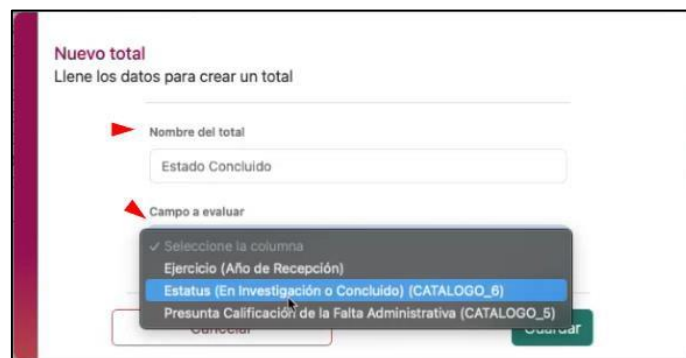 Nuevo total
Llene los datos para crear un total
Nombre del total
Estado Concluido
Campo a evaluar
✓ Seleccione la columna
Ejercicio (Año de Recepción)
Estatus (En Investigación o Concluido) (CATALOGO_6)
Presunta Calificación de la Falta Administrativa (CATALOGO_5)
Cancelar
Guardar